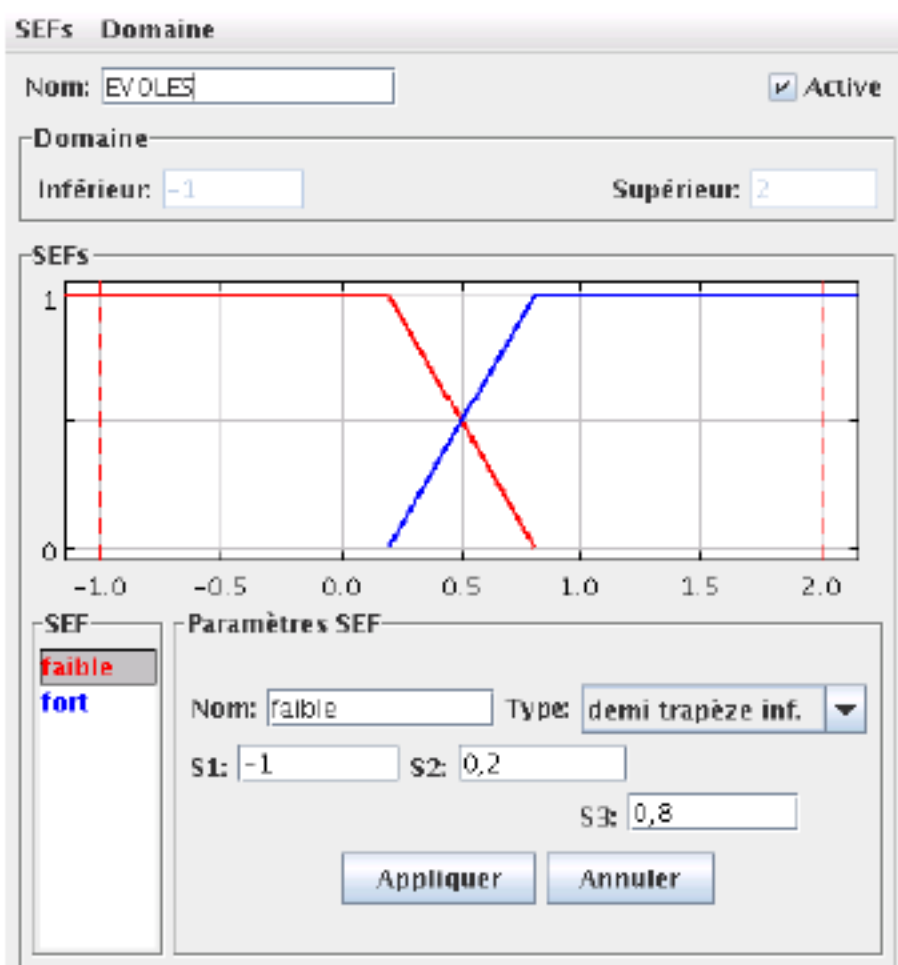 SEFs Domaine
Nom: EVOLES Active
Domaine
Inférieur: -1 Supérieur: 2
SEFs
1
0
-1.0 -0.5 0.0 0.5 1.0 1.5 2.0
SEF Paramètres SEF
faible
fort
Nom: faible Type: demi trapèze inf.
S1: -1 S2: 0,2
S3: 0,8
Appliquer Annuler